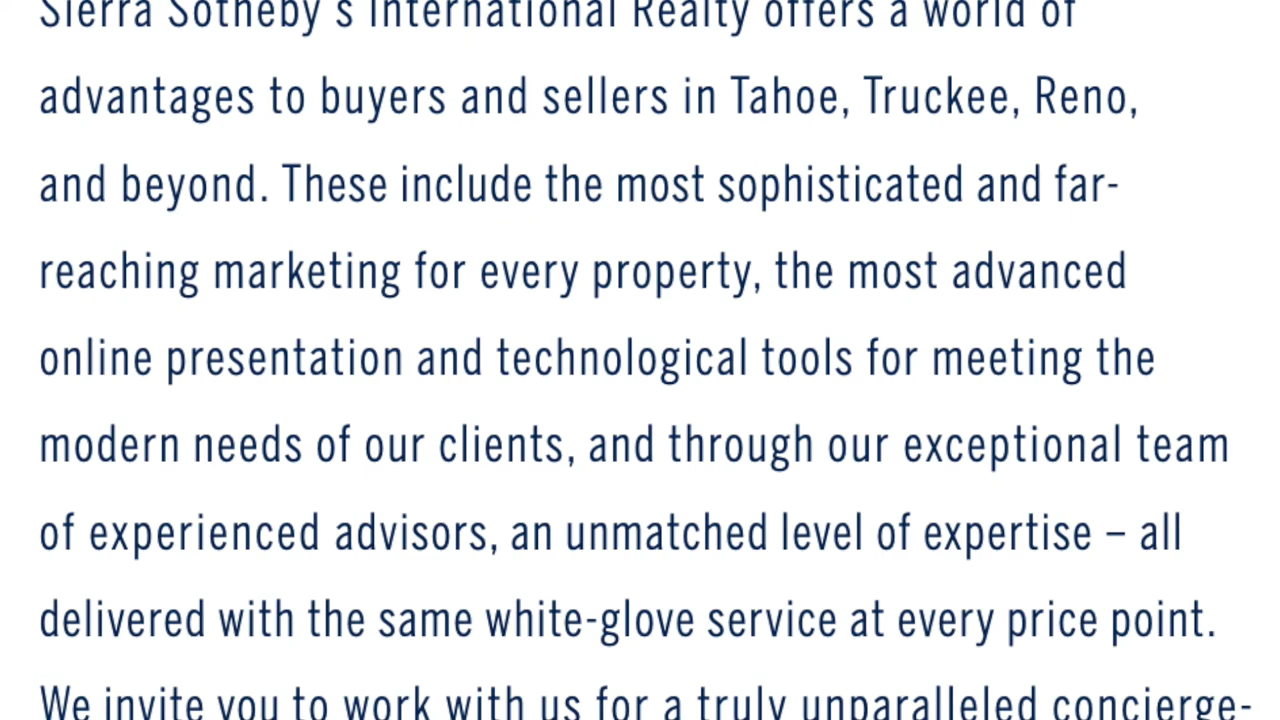 Sierra Sotheby's International Realty offers a world of
advantages to buyers and sellers in Tahoe, Truckee, Reno,
and beyond. These include the most sophisticated and far-
reaching marketing for every property, the most advanced
online presentation and technological tools for meeting the
modern needs of our clients, and through our exceptional team
of experienced advisors, an unmatched level of expertise – all
delivered with the same white-glove service at every price point.
We invite you to work with us for a truly unparalleled concierge-